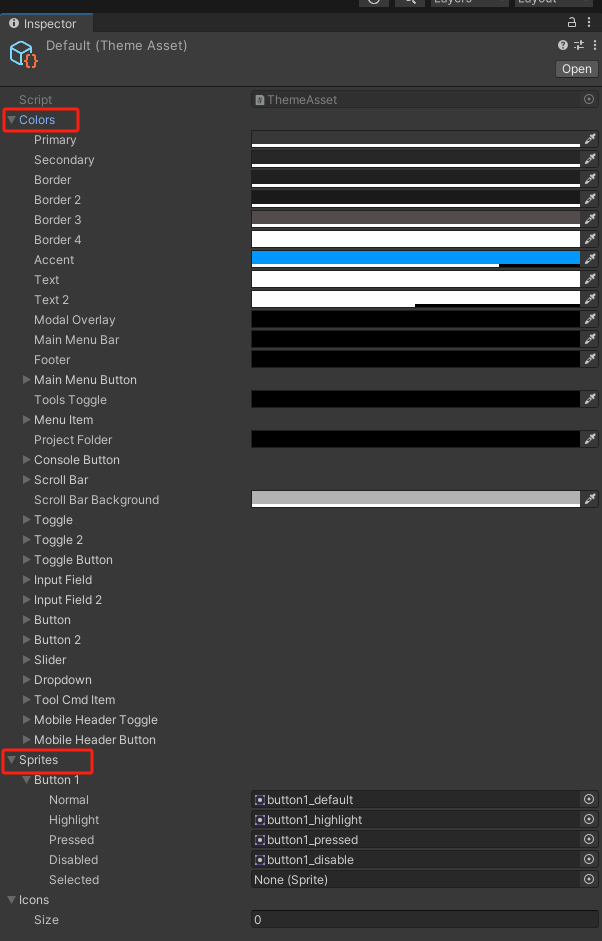 Layers
Layout
Inspector
Default (Theme Asset)
Open
Script ThemeAsset
Colors
Primary
Secondary
Border
Border 2
Border 3
Border 4
Accent
Text
Text 2
Modal Overlay
Main Menu Bar
Footer
Main Menu Button
Tools Toggle
Menu Item
Project Folder
Console Button
Scroll Bar
Scroll Bar Background
Toggle
Toggle 2
Toggle Button
Input Field
Input Field 2
Button
Button 2
Slider
Dropdown
Tool Cmd Item
Mobile Header Toggle
Mobile Header Button
Sprites
Button 1
Normal button1_default
Highlight button1_highlight
Pressed button1_pressed
Disabled button1_disable
Selected None (Sprite)
Icons
Size 0